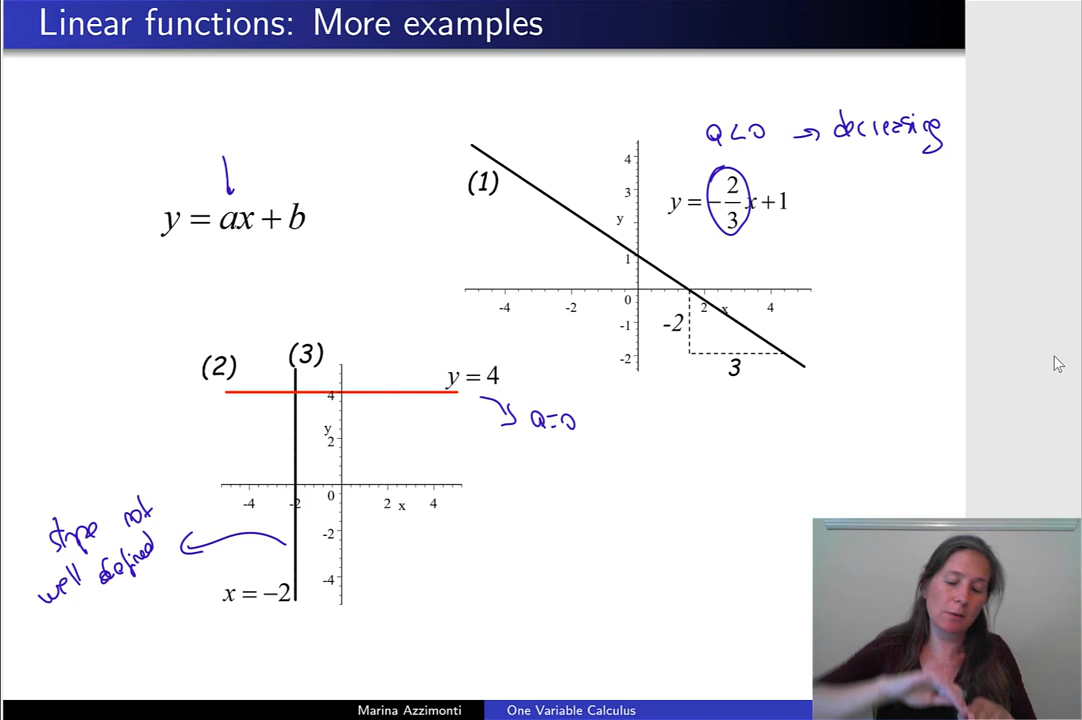 Linear functions: More examples
a<0 → decreasing
y = ax + b
(1)
y = -2/3 x + 1
4
3
y
1
0
-4
-2
2
x
4
-1
-2
-2
3
(2)
(3)
y = 4
a=0
4
y
2
0
-4
-2
2
x
4
-2
-4
slope not
well defined
x = −2
Marina Azzimonti
One Variable Calculus